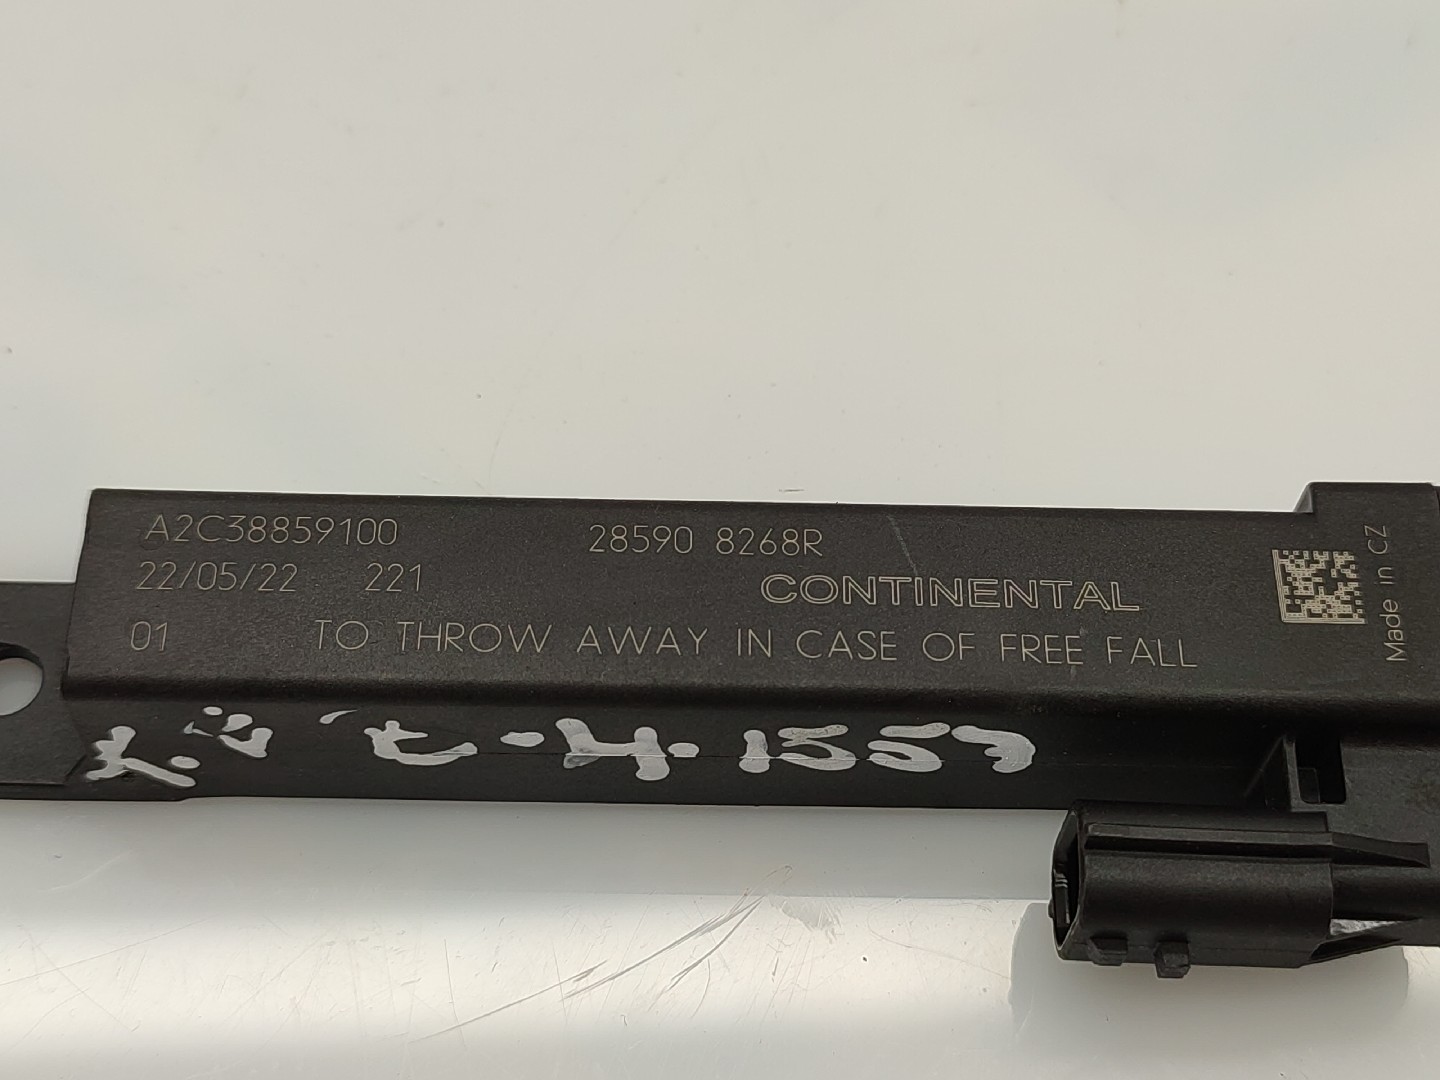 A2C38859100 28590 8268R
22/05/22 221 CONTINENTAL
01 TO THROW AWAY IN CASE OF FREE FALL
Made in CZ